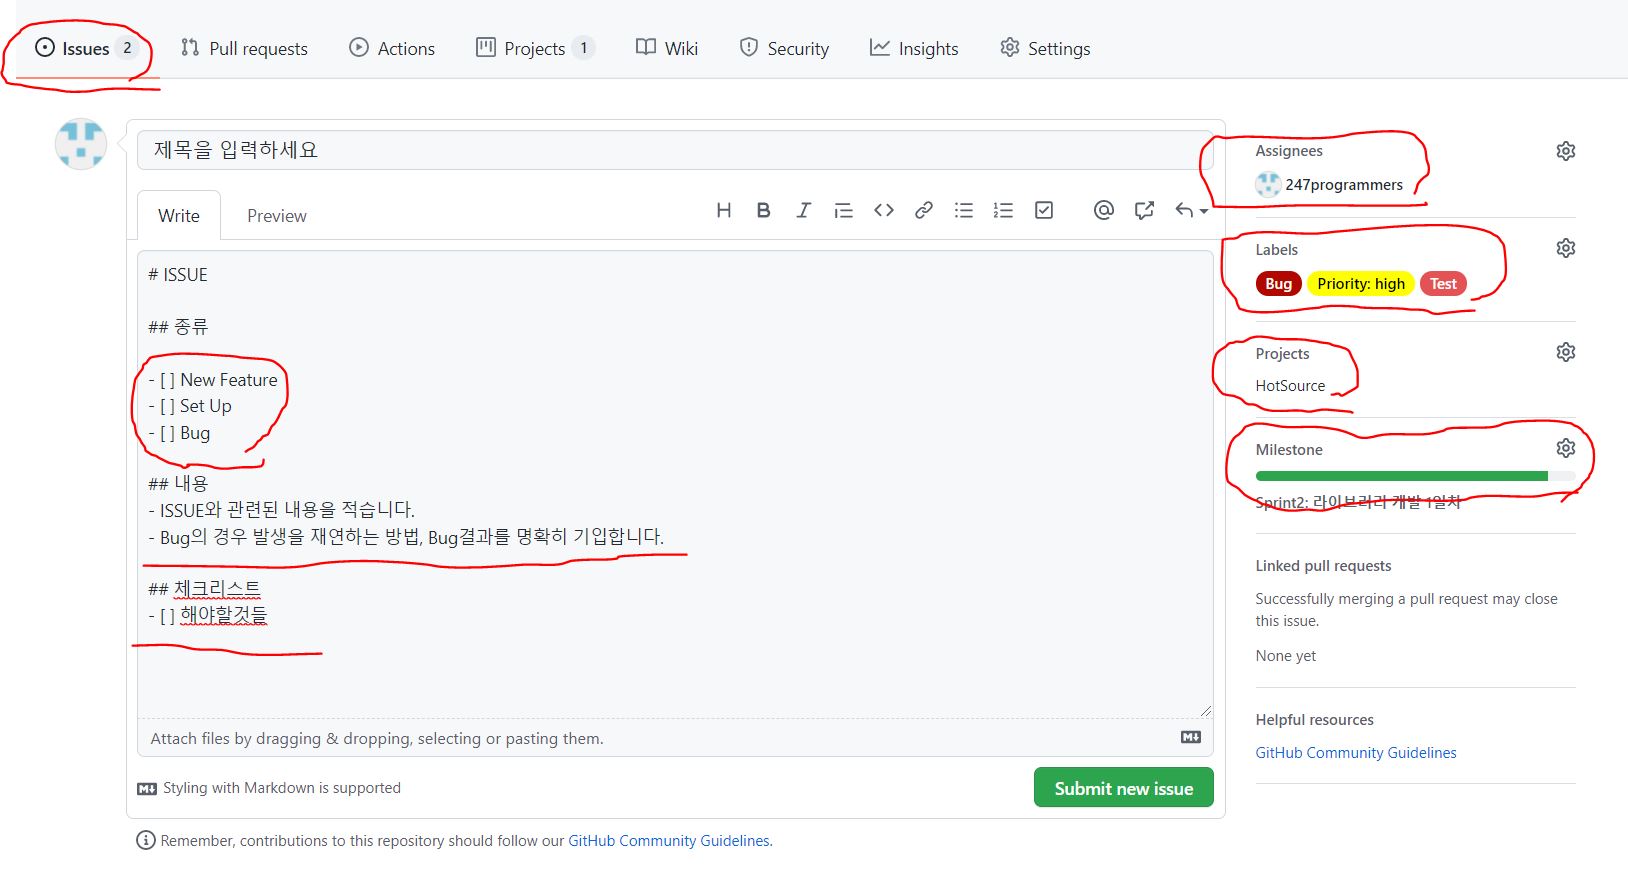 Issues 2 Pull requests Actions Projects 1 Wiki Security Insights Settings
제목을 입력하세요
Write Preview
# ISSUE
## 종류
- [ ] New Feature
- [ ] Set Up
- [ ] Bug
## 내용
- ISSUE와 관련된 내용을 적습니다.
- Bug의 경우 발생을 재연하는 방법, Bug결과를 명확히 기입합니다.
## 체크리스트
- [ ] 해야할것들
Attach files by dragging & dropping, selecting or pasting them.
Styling with Markdown is supported
Submit new issue
Remember, contributions to this repository should follow our GitHub Community Guidelines.
Assignees
247programmers
Labels
Bug Priority: high Test
Projects
HotSource
Milestone
Sprint2: 라이브러리 개발 1일차
Linked pull requests
Successfully merging a pull request may close
this issue.
None yet
Helpful resources
GitHub Community Guidelines